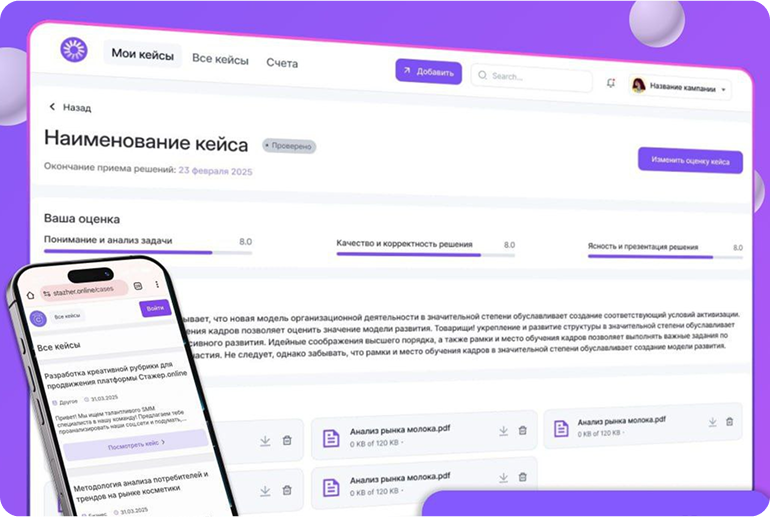 Мои кейсы
Все кейсы
Счета
Добавить
Search...
Название кампании
Назад
Наименование кейса
Проверено
Окончание приема решений: 23 февраля 2025
Изменить оценку кейса
Ваша оценка
Понимание и анализ задачи 8.0
Качество и корректность решения 8.0
Ясность и презентация решения 8.0
ывает, что новая модель организационной деятельности в значительной степени обуславливает создание соответствующий условий активизации.
ения кадров позволяет оценить значение модели развития. Товарищи! укрепление и развитие структуры в значительной степени обуславливает
сивного развития. Идейные соображения высшего порядка, а также рамки и место обучения кадров позволяет выполнять важные задания по
астия. Не следует, однако забывать, что рамки и место обучения кадров в значительной степени обуславливает создание модели развития.
Анализ рынка молока.pdf
0 KB of 120 KB
Анализ рынка молока.pdf
0 KB of 120 KB
Анализ рынка молока.pdf
0 KB of 120 KB
stazher.online/cases
Все кейсы
Войти
Все кейсы
Разработка креативной рубрики для
продвижения платформы Стажер.online
Другое 31.03.2025
Привет! Мы ищем талантливого SMM
специалиста в нашу команду! Предлагаем тебе
проанализировать наши соц.сети и подумать, ...
Посмотреть кейс
Методология анализа потребителей и
трендов на рынке косметики
Бизнес 31.03.2025